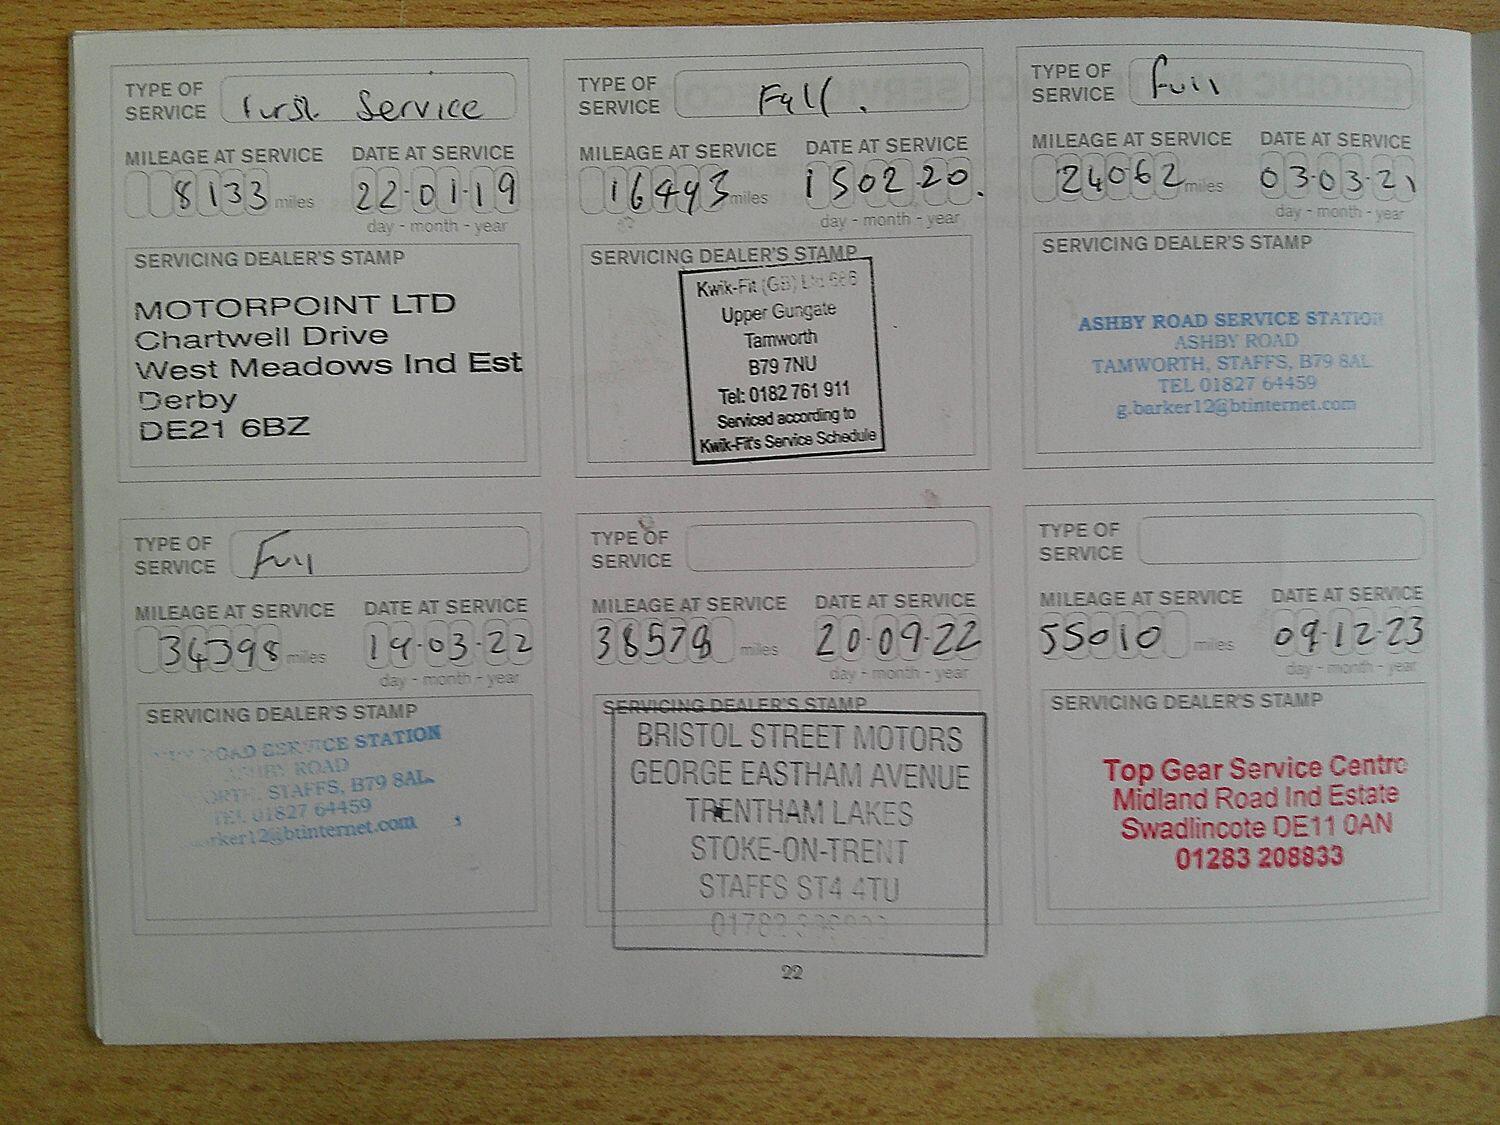 TYPE OF SERVICE First Service
MILEAGE AT SERVICE DATE AT SERVICE
8133 miles 22-01-19
day - month - year
SERVICING DEALER'S STAMP
MOTORPOINT LTD
Chartwell Drive
West Meadows Ind Est
Derby
DE21 6BZ
TYPE OF SERVICE Full.
MILEAGE AT SERVICE DATE AT SERVICE
16493 miles 1502-20.
day - month - year
SERVICING DEALER'S STAMP
Kwik-Fit (GB) Ltd
Upper Gungate
Tamworth
B79 7NU
Tel: 0182 761 911
Serviced according to
Kwik-Fit's Service Schedule
TYPE OF SERVICE Full
MILEAGE AT SERVICE DATE AT SERVICE
24062 miles 03-03-21
day - month - year
SERVICING DEALER'S STAMP
ASHBY ROAD SERVICE STATION
ASHBY ROAD
TAMWORTH, STAFFS, B79 8AL
TEL 01827 64459
g.barker12@btinternet.com
TYPE OF SERVICE Full
MILEAGE AT SERVICE DATE AT SERVICE
34398 miles 19-03-22
day - month - year
SERVICING DEALER'S STAMP
ROAD SERVICE STATION
ROAD
STAFFS, B79 8AL
TEL 01827 64459
arker12@btinternet.com
TYPE OF SERVICE
MILEAGE AT SERVICE DATE AT SERVICE
38578 miles 20-09-22
day - month - year
SERVICING DEALER'S STAMP
BRISTOL STREET MOTORS
GEORGE EASTHAM AVENUE
TRENTHAM LAKES
STOKE-ON-TRENT
STAFFS ST4 4TU
01782
TYPE OF SERVICE
MILEAGE AT SERVICE DATE AT SERVICE
55010 miles 09-12-23
day - month - year
SERVICING DEALER'S STAMP
Top Gear Service Centre
Midland Road Ind Estate
Swadlincote DE11 0AN
01283 208833
22